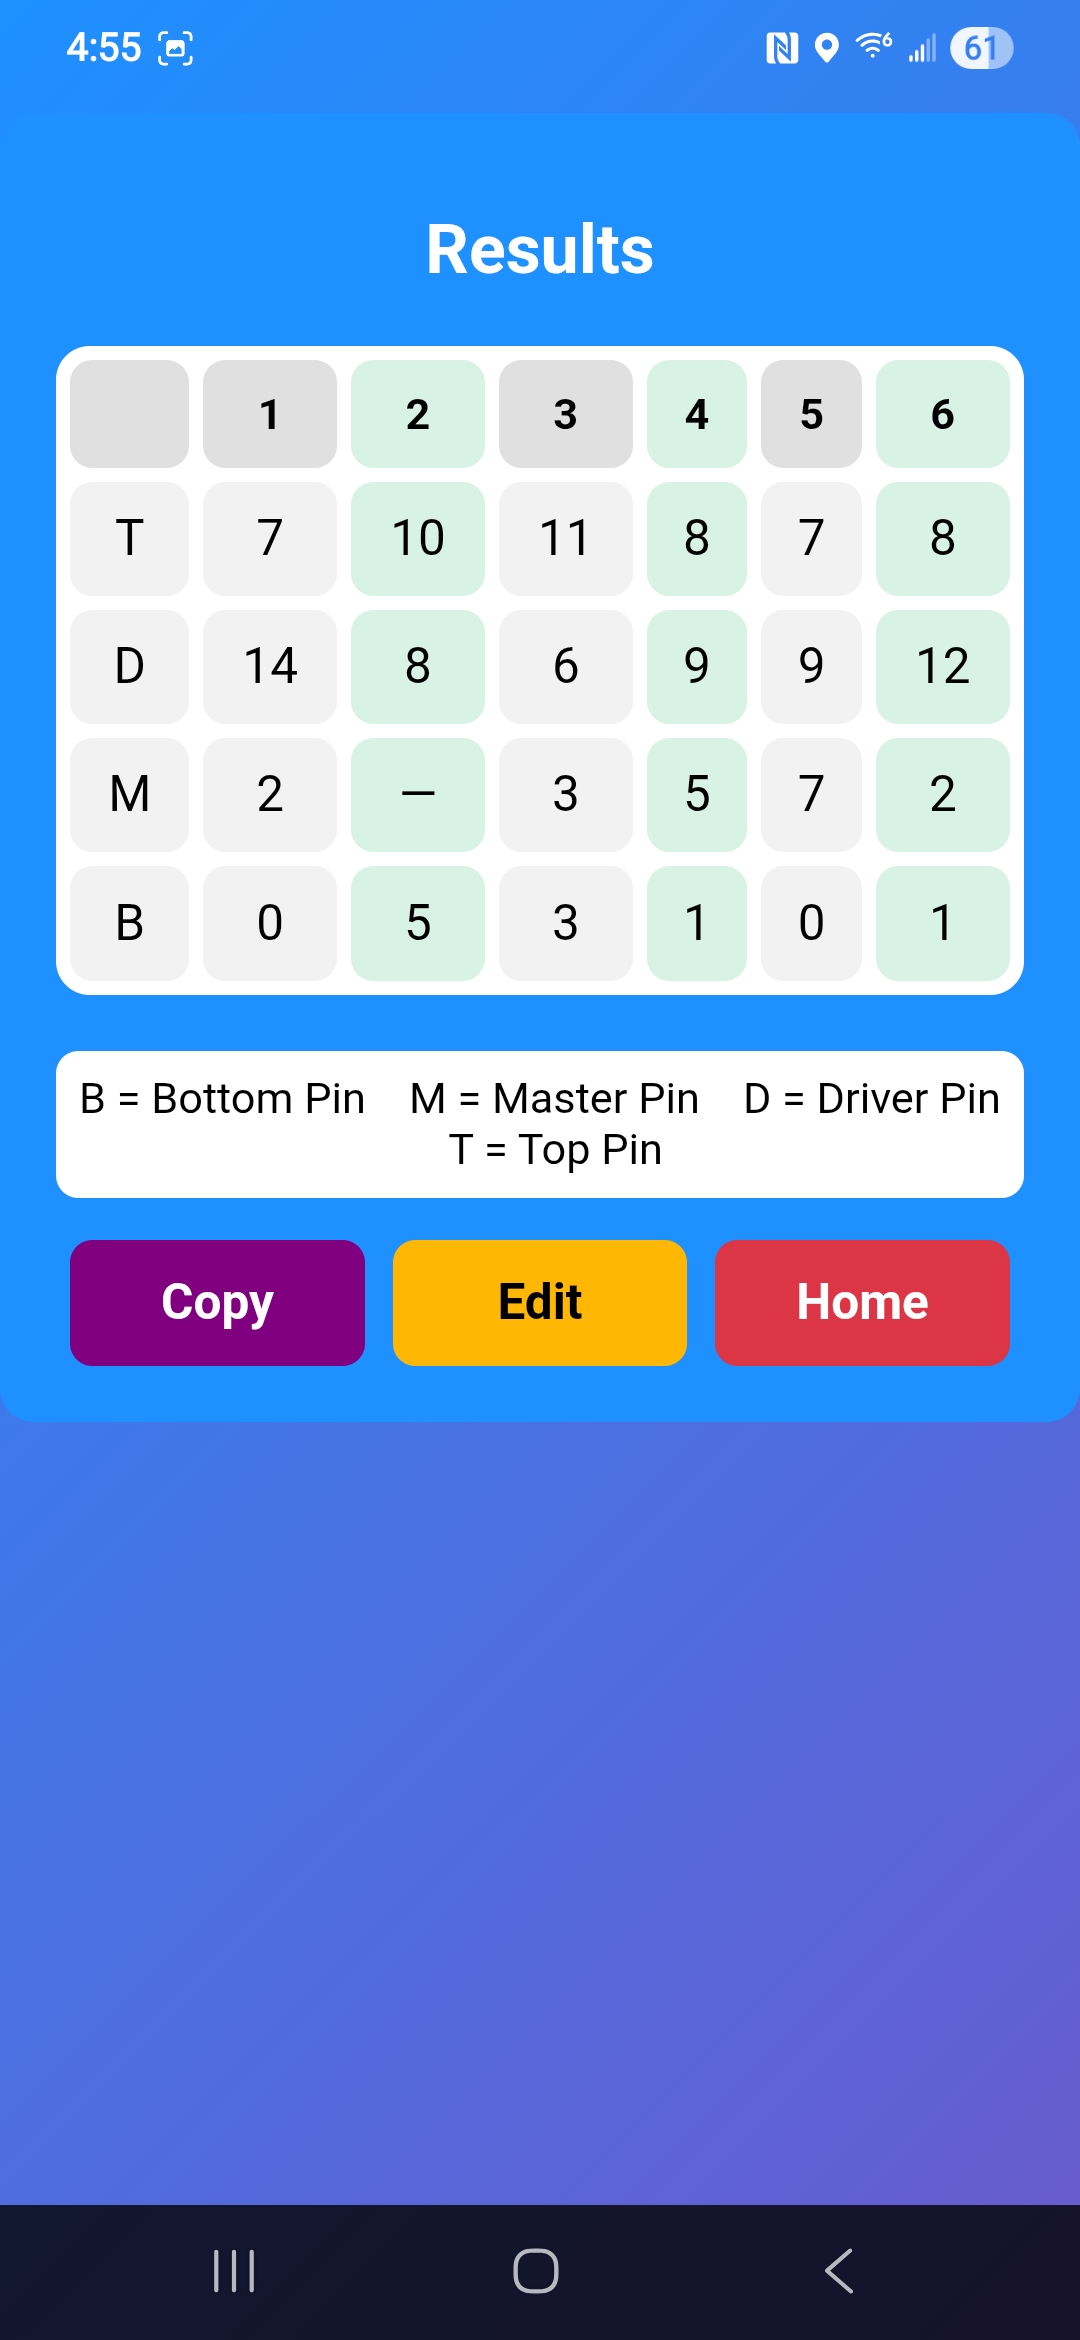 4:55 6 61
Results
1 2 3 4 5 6
T 7 10 11 8 7 8
D 14 8 6 9 9 12
M 2 — 3 5 7 2
B 0 5 3 1 0 1
B = Bottom Pin M = Master Pin D = Driver Pin
T = Top Pin
Copy Edit Home